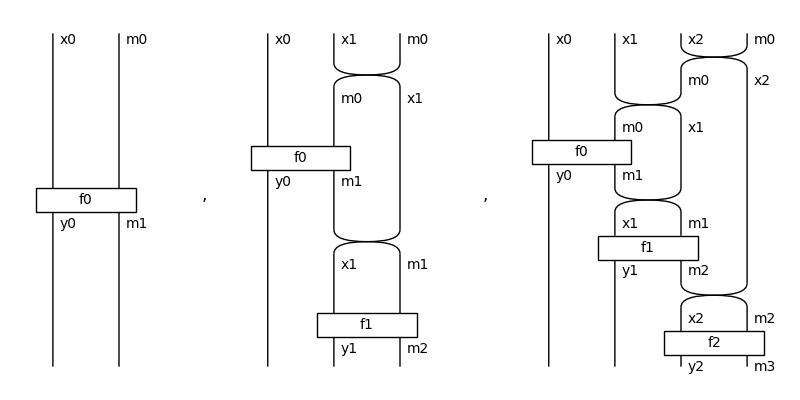 x0 m0
f0
y0 m1
,
x0 x1 m0
m0 x1
f0
y0 m1
x1 m1
f1
y1 m2
,
x0 x1 x2 m0
m0 x2
m0 x1
f0
y0 m1
x1 m1
f1
y1 m2
x2 m2
f2
y2 m3